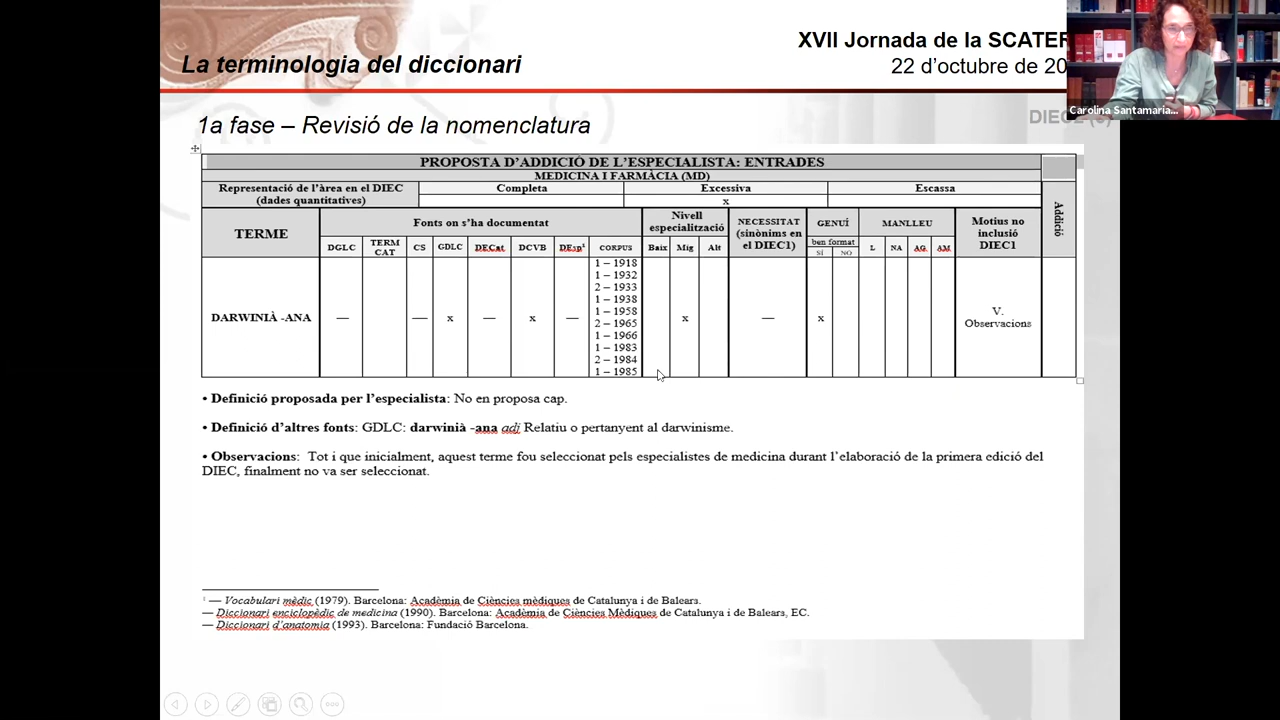 La terminologia del diccionari
XVII Jornada de la SCATER
22 d'octubre de 20
Carolina Santamaria...
1a fase – Revisió de la nomenclatura
PROPOSTA D'ADDICIÓ DE L'ESPECIALISTA: ENTRADES
MEDICINA I FARMÀCIA (MD)
Representació de l'àrea en el DIEC
(dades quantitatives)
Completa
Excessiva
Escassa
x
Addició
TERME
Fonts on s'ha documentat
Nivell
especialització
NECESSITAT
(sinònims en
el DIEC1)
GENUÍ
MANLLEU
Motius no
inclusió
DIEC1
ben format
DGLC
TERM
CAT
CS
GDLC
DECat
DCVB
DEsp¹
CORPUS
Baix
Mig
Alt
SÍ
NO
L
NA
AG
AM
DARWINIÀ -ANA
—
—
x
—
x
—
1 – 1918
1 – 1932
2 – 1933
1 – 1938
1 – 1958
2 – 1965
1 – 1966
1 – 1983
2 – 1984
1 – 1985
x
—
x
V.
Observacions
• Definició proposada per l'especialista: No en proposa cap.
• Definició d'altres fonts: GDLC: darwinià -ana adj Relatiu o pertanyent al darwinisme.
• Observacions: Tot i que inicialment, aquest terme fou seleccionat pels especialistes de medicina durant l'elaboració de la primera edició del
DIEC, finalment no va ser seleccionat.
¹ — Vocabulari mèdic (1979). Barcelona: Acadèmia de Ciències mèdiques de Catalunya i de Balears.
— Diccionari enciclopèdic de medicina (1990). Barcelona: Acadèmia de Ciències Mèdiques de Catalunya i de Balears, EC.
— Diccionari d'anatomia (1993). Barcelona: Fundació Barcelona.